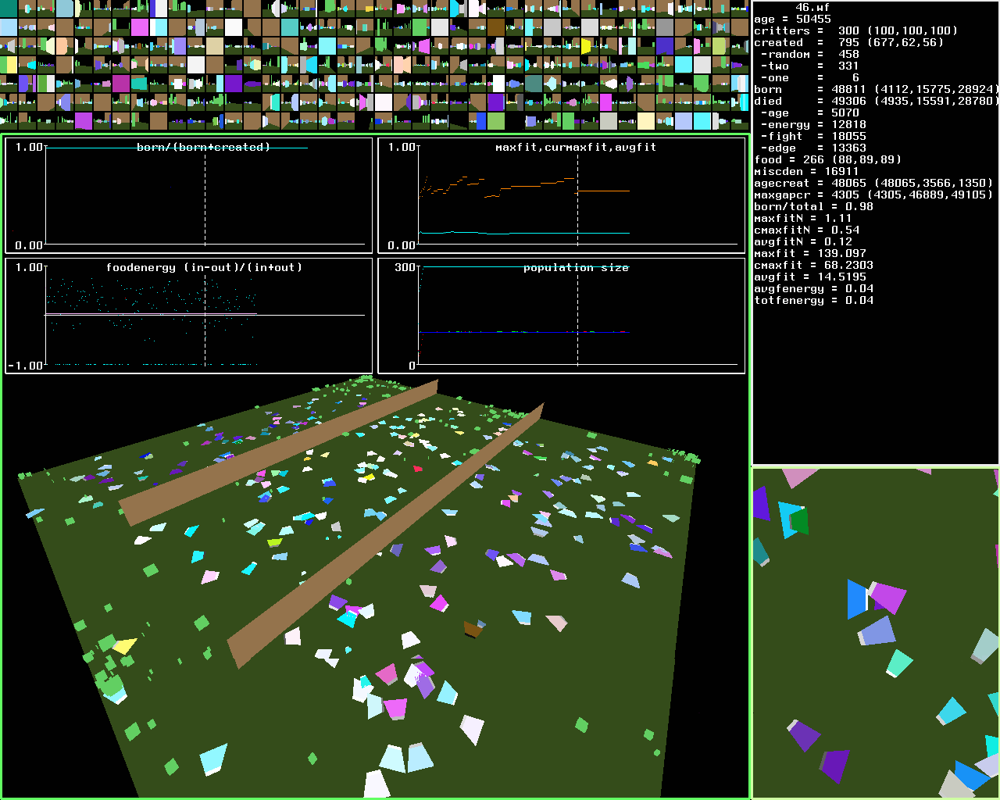 born/(born+created)
1.00
0.00
maxfit,curmaxfit,avgfit
1.00
0.00
foodenergy (in-out)/(in+out)
1.00
-1.00
population size
300
0
46.wf
age = 50455
critters = 300 (100,100,100)
created = 795 (677,62,56)
-random = 458
-two = 331
-one = 6
born = 48811 (4112,15775,28924)
died = 49306 (4935,15591,28780)
-age = 5070
-energy = 12818
-fight = 18055
-edge = 13363
food = 266 (88,89,89)
miscden = 16911
agecreat = 48065 (48065,3566,1350)
maxgapcr = 4305 (4305,46889,49105)
born/total = 0.98
maxfitN = 1.11
cmaxfitN = 0.54
avgfitN = 0.12
maxfit = 139.097
cmaxfit = 68.2303
avgfit = 14.5195
avgfenergy = 0.04
totfenergy = 0.04